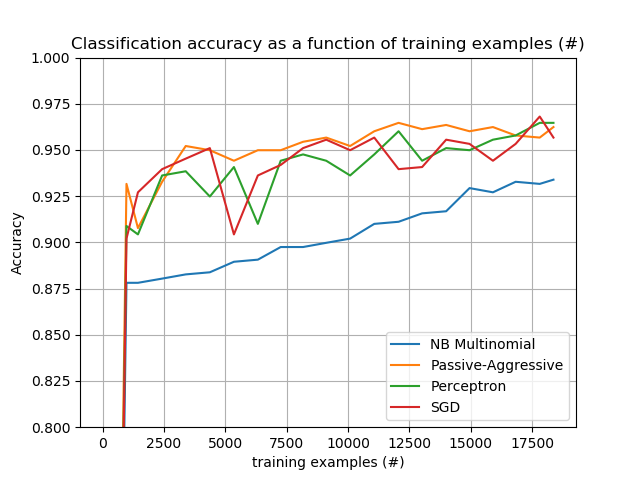 Classification accuracy as a function of training examples (#)
1.000
0.975
0.950
0.925
0.900
0.875
0.850
0.825
0.800
Accuracy
NB Multinomial
Passive-Aggressive
Perceptron
SGD
0 2500 5000 7500 10000 12500 15000 17500
training examples (#)